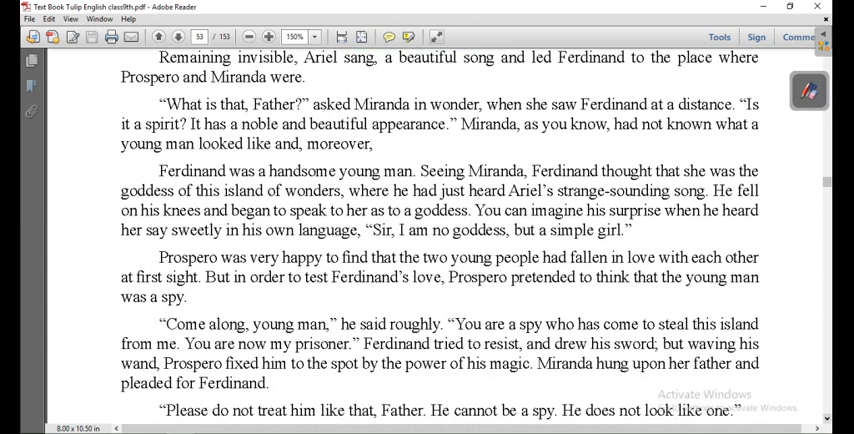 Text Book Tulip English class9th.pdf - Adobe Reader
File Edit View Window Help
53 / 153
150%
Tools Sign Comme
Remaining invisible, Ariel sang, a beautiful song and led Ferdinand to the place where
Prospero and Miranda were.
“What is that, Father?” asked Miranda in wonder, when she saw Ferdinand at a distance. “Is
it a spirit? It has a noble and beautiful appearance.” Miranda, as you know, had not known what a
young man looked like and, moreover,
Ferdinand was a handsome young man. Seeing Miranda, Ferdinand thought that she was the
goddess of this island of wonders, where he had just heard Ariel’s strange-sounding song. He fell
on his knees and began to speak to her as to a goddess. You can imagine his surprise when he heard
her say sweetly in his own language, “Sir, I am no goddess, but a simple girl.”
Prospero was very happy to find that the two young people had fallen in love with each other
at first sight. But in order to test Ferdinand’s love, Prospero pretended to think that the young man
was a spy.
“Come along, young man,” he said roughly. “You are a spy who has come to steal this island
from me. You are now my prisoner.” Ferdinand tried to resist, and drew his sword; but waving his
wand, Prospero fixed him to the spot by the power of his magic. Miranda hung upon her father and
pleaded for Ferdinand.
Activate Windows
“Please do not treat him like that, Father. He cannot be a spy. He does not look like one.”
Windows.
8.00 x 10.50 in